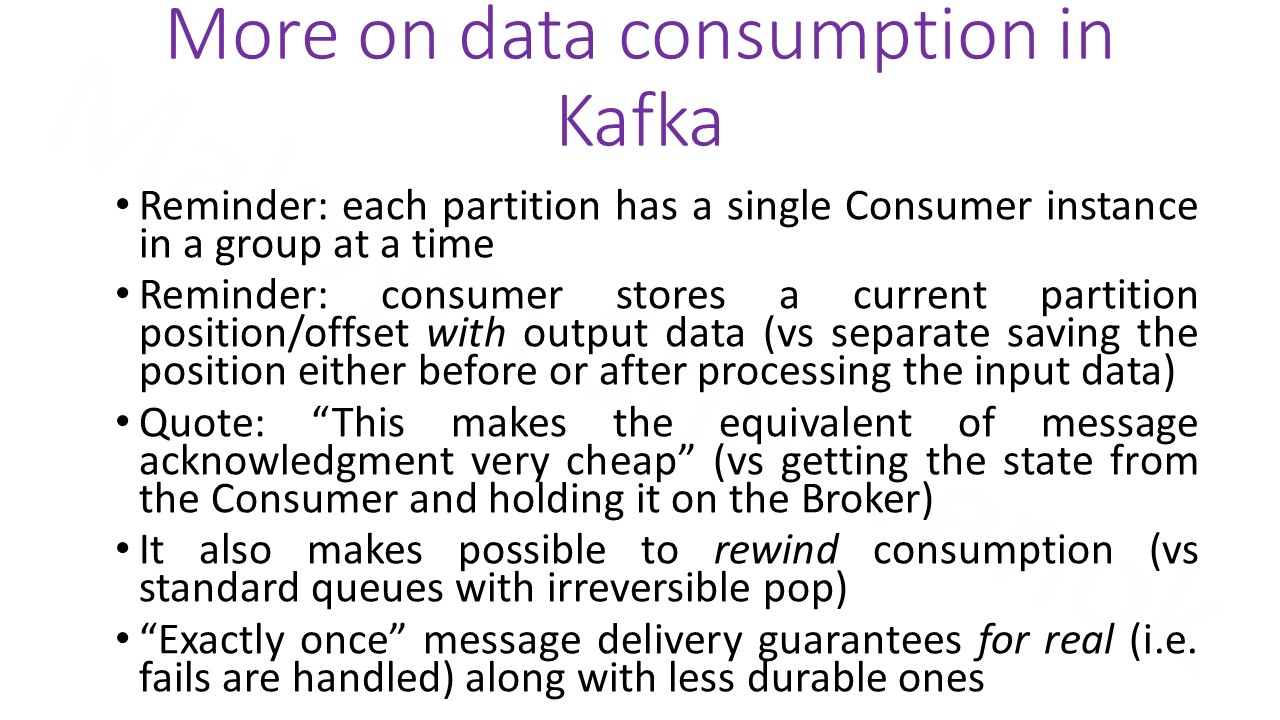 More on data consumption in
Kafka
• Reminder: each partition has a single Consumer instance
in a group at a time
• Reminder: consumer stores a current partition
position/offset with output data (vs separate saving the
position either before or after processing the input data)
• Quote: “This makes the equivalent of message
acknowledgment very cheap” (vs getting the state from
the Consumer and holding it on the Broker)
• It also makes possible to rewind consumption (vs
standard queues with irreversible pop)
• “Exactly once” message delivery guarantees for real (i.e.
fails are handled) along with less durable ones